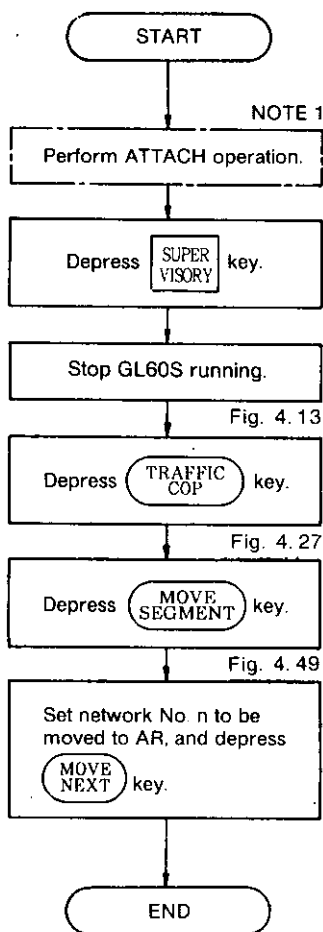 START
NOTE 1
Perform ATTACH operation.
Depress SUPER VISORY key.
Stop GL60S running.
Fig. 4.13
Depress TRAFFIC COP key.
Fig. 4.27
Depress MOVE SEGMENT key.
Fig. 4.49
Set network No. n to be
moved to AR, and depress
MOVE NEXT key.
END